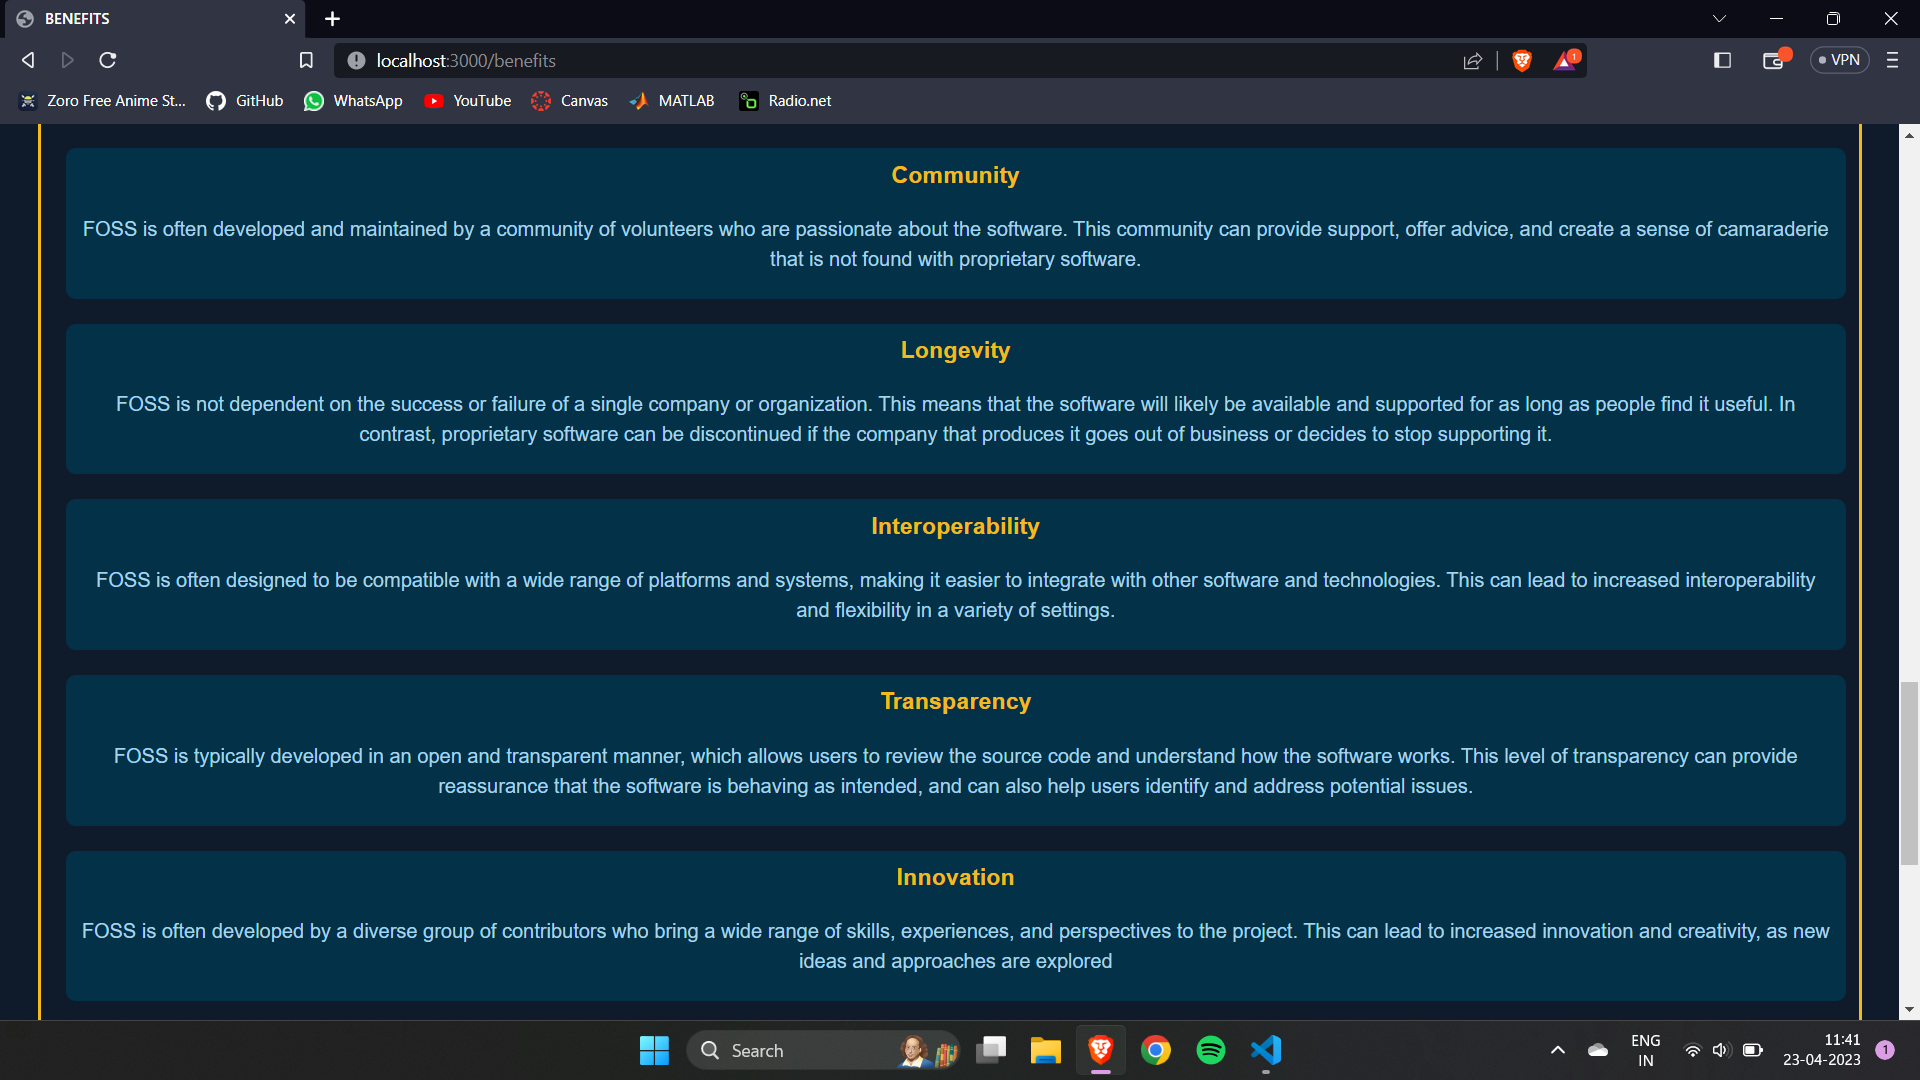 BENEFITS
localhost:3000/benefits
1
VPN
Zoro Free Anime St...
GitHub
WhatsApp
YouTube
Canvas
MATLAB
Radio.net
Community
FOSS is often developed and maintained by a community of volunteers who are passionate about the software. This community can provide support, offer advice, and create a sense of camaraderie
that is not found with proprietary software.
Longevity
FOSS is not dependent on the success or failure of a single company or organization. This means that the software will likely be available and supported for as long as people find it useful. In
contrast, proprietary software can be discontinued if the company that produces it goes out of business or decides to stop supporting it.
Interoperability
FOSS is often designed to be compatible with a wide range of platforms and systems, making it easier to integrate with other software and technologies. This can lead to increased interoperability
and flexibility in a variety of settings.
Transparency
FOSS is typically developed in an open and transparent manner, which allows users to review the source code and understand how the software works. This level of transparency can provide
reassurance that the software is behaving as intended, and can also help users identify and address potential issues.
Innovation
FOSS is often developed by a diverse group of contributors who bring a wide range of skills, experiences, and perspectives to the project. This can lead to increased innovation and creativity, as new
ideas and approaches are explored
Search
ENG
IN
11:41
23-04-2023
1